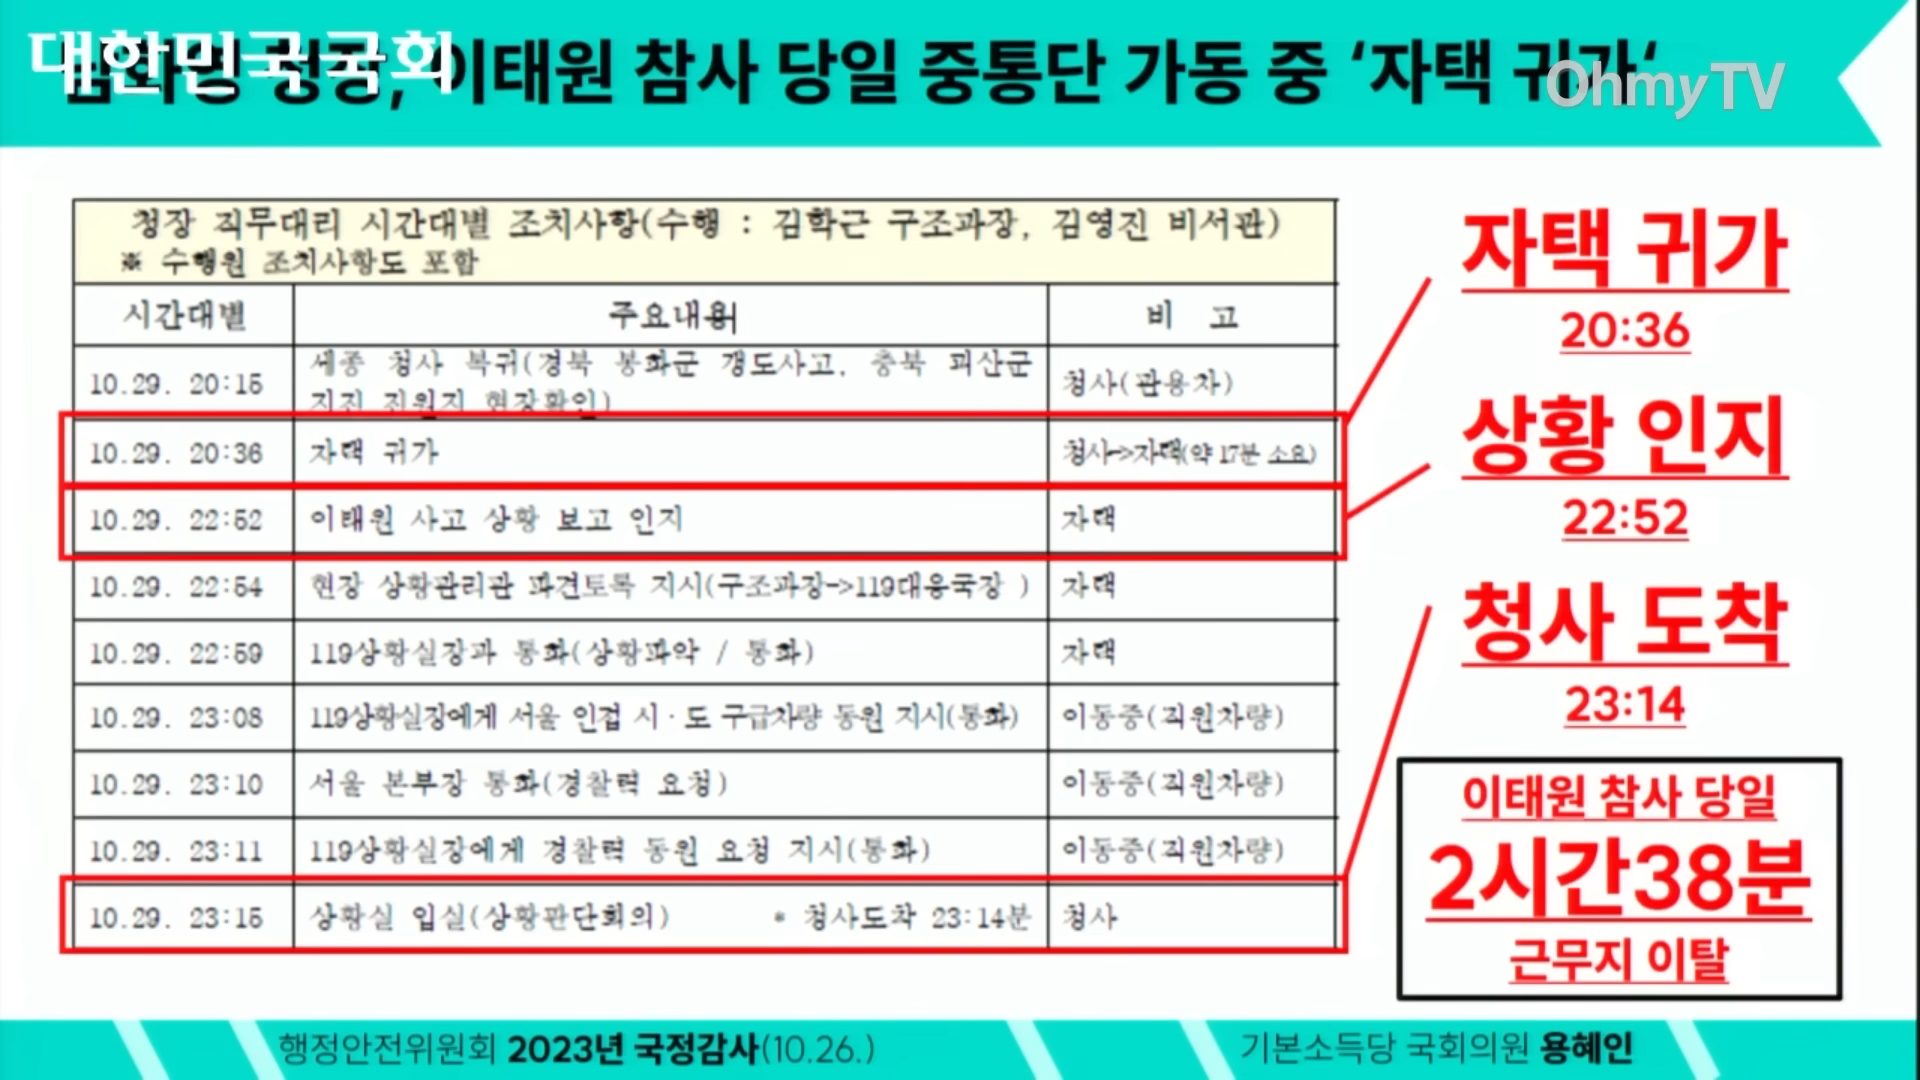 대한민국국회
청장, 이태원 참사 당일 중통단 가동 중 ‘자택 귀가‘
OhmyTV
청장 직무대리 시간대별 조치사항(수행 : 김학근 구조과장, 김영진 비서관)
※ 수행원 조치사항도 포함
시간대별 주요내용 비 고
10.29. 20:15 세종 청사 복귀(경북 봉화군 갱도사고, 충북 괴산군 청사(관용차)
지진 진원지 현장확인)
10.29. 20:36 자택 귀가 청사->자택(약 17분 소요)
10.29. 22:52 이태원 사고 상황 보고 인지 자택
10.29. 22:54 현장 상황관리관 파견토록 지시(구조과장->119대응국장 ) 자택
10.29. 22:59 119상황실장과 통화(상황파악 / 통화) 자택
10.29. 23:08 119상황실장에게 서울 인접 시·도 구급차량 동원 지시(통화) 이동중(직원차량)
10.29. 23:10 서울 본부장 통화(경찰력 요청) 이동중(직원차량)
10.29. 23:11 119상황실장에게 경찰력 동원 요청 지시(통화) 이동중(직원차량)
10.29. 23:15 상황실 입실(상황판단회의) * 청사도착 23:14분 청사
자택 귀가
20:36
상황 인지
22:52
청사 도착
23:14
이태원 참사 당일
2시간38분
근무지 이탈
행정안전위원회 2023년 국정감사(10.26.)
기본소득당 국회의원 용혜인